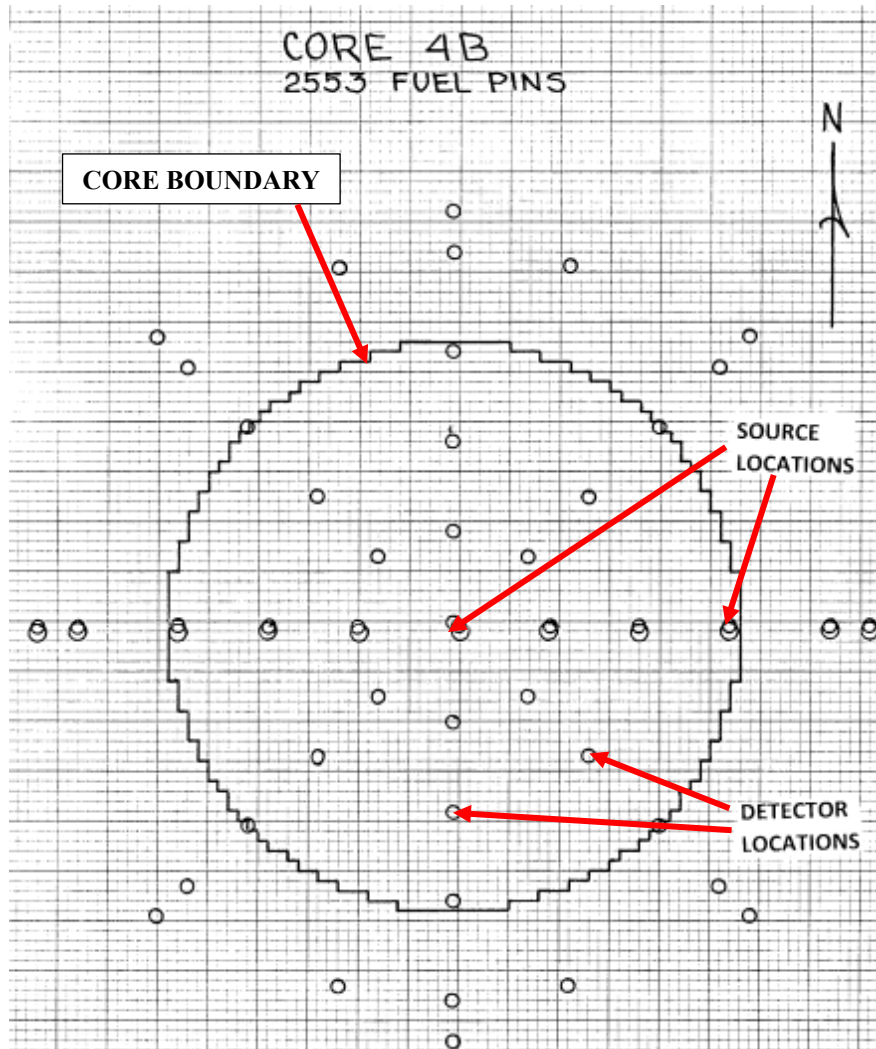 CORE 4B
2553 FUEL PINS
N
CORE BOUNDARY
SOURCE
LOCATIONS
DETECTOR
LOCATIONS